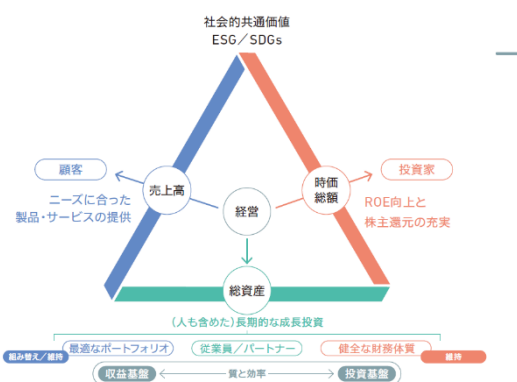 社会的共通価値
ESG／SDGs
顧客
投資家
売上高
時価
総額
経営
ニーズに合った
製品・サービスの提供
ROE向上と
株主還元の充実
総資産
（人も含めた）長期的な成長投資
最適なポートフォリオ
従業員／パートナー
健全な財務体質
組み替え／維持
維持
収益基盤
質と効率
投資基盤